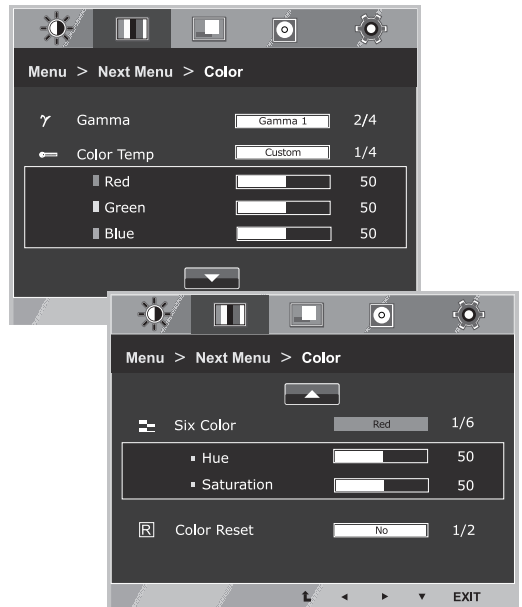 Menu > Next Menu > Color
γ Gamma Gamma 1 2/4
Color Temp Custom 1/4
Red 50
Green 50
Blue 50
Menu > Next Menu > Color
Six Color Red 1/6
Hue 50
Saturation 50
R Color Reset No 1/2
EXIT